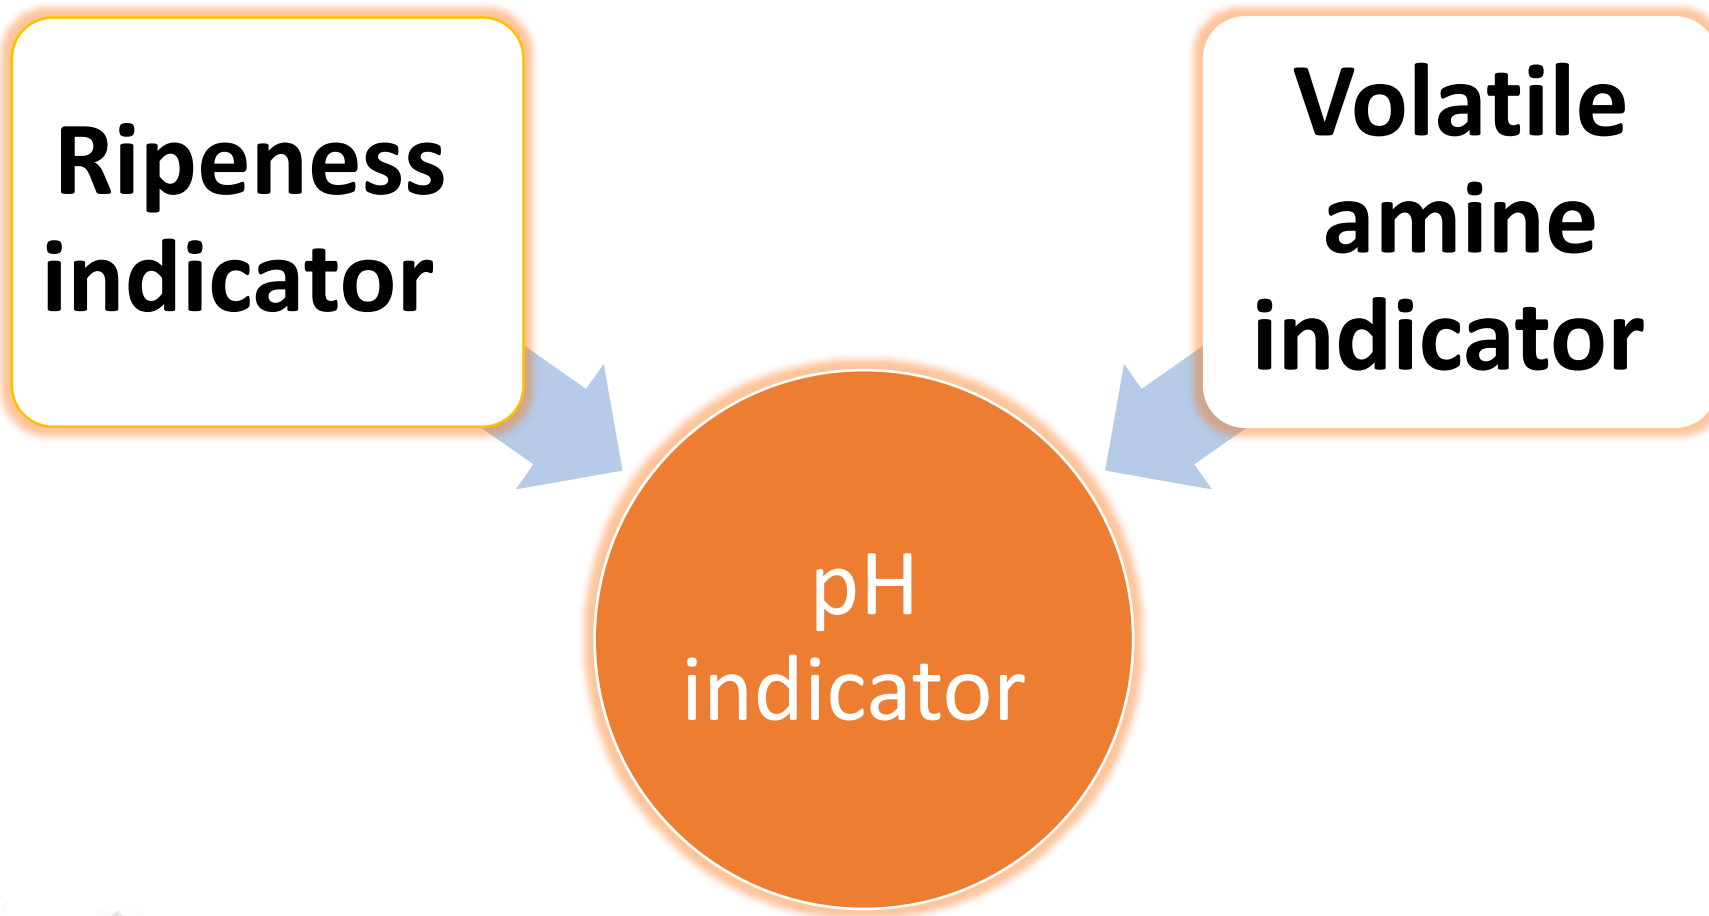 Ripeness
indicator
Volatile
amine
indicator
pH
indicator